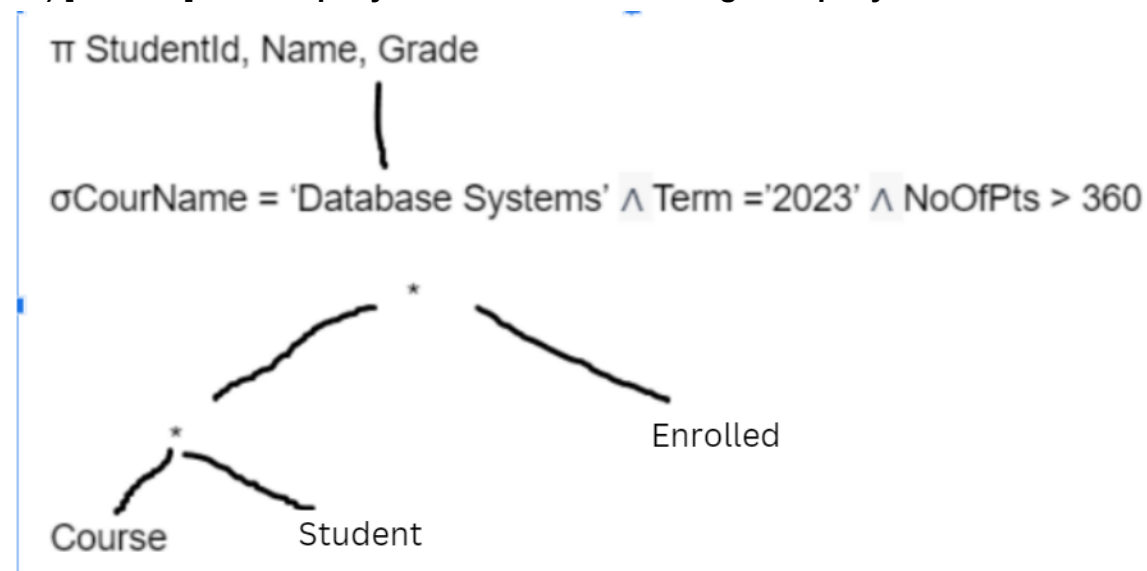 π StudentId, Name, Grade
σCourName = ‘Database Systems’ ∧ Term =’2023’ ∧ NoOfPts > 360
*
*
Enrolled
Course
Student